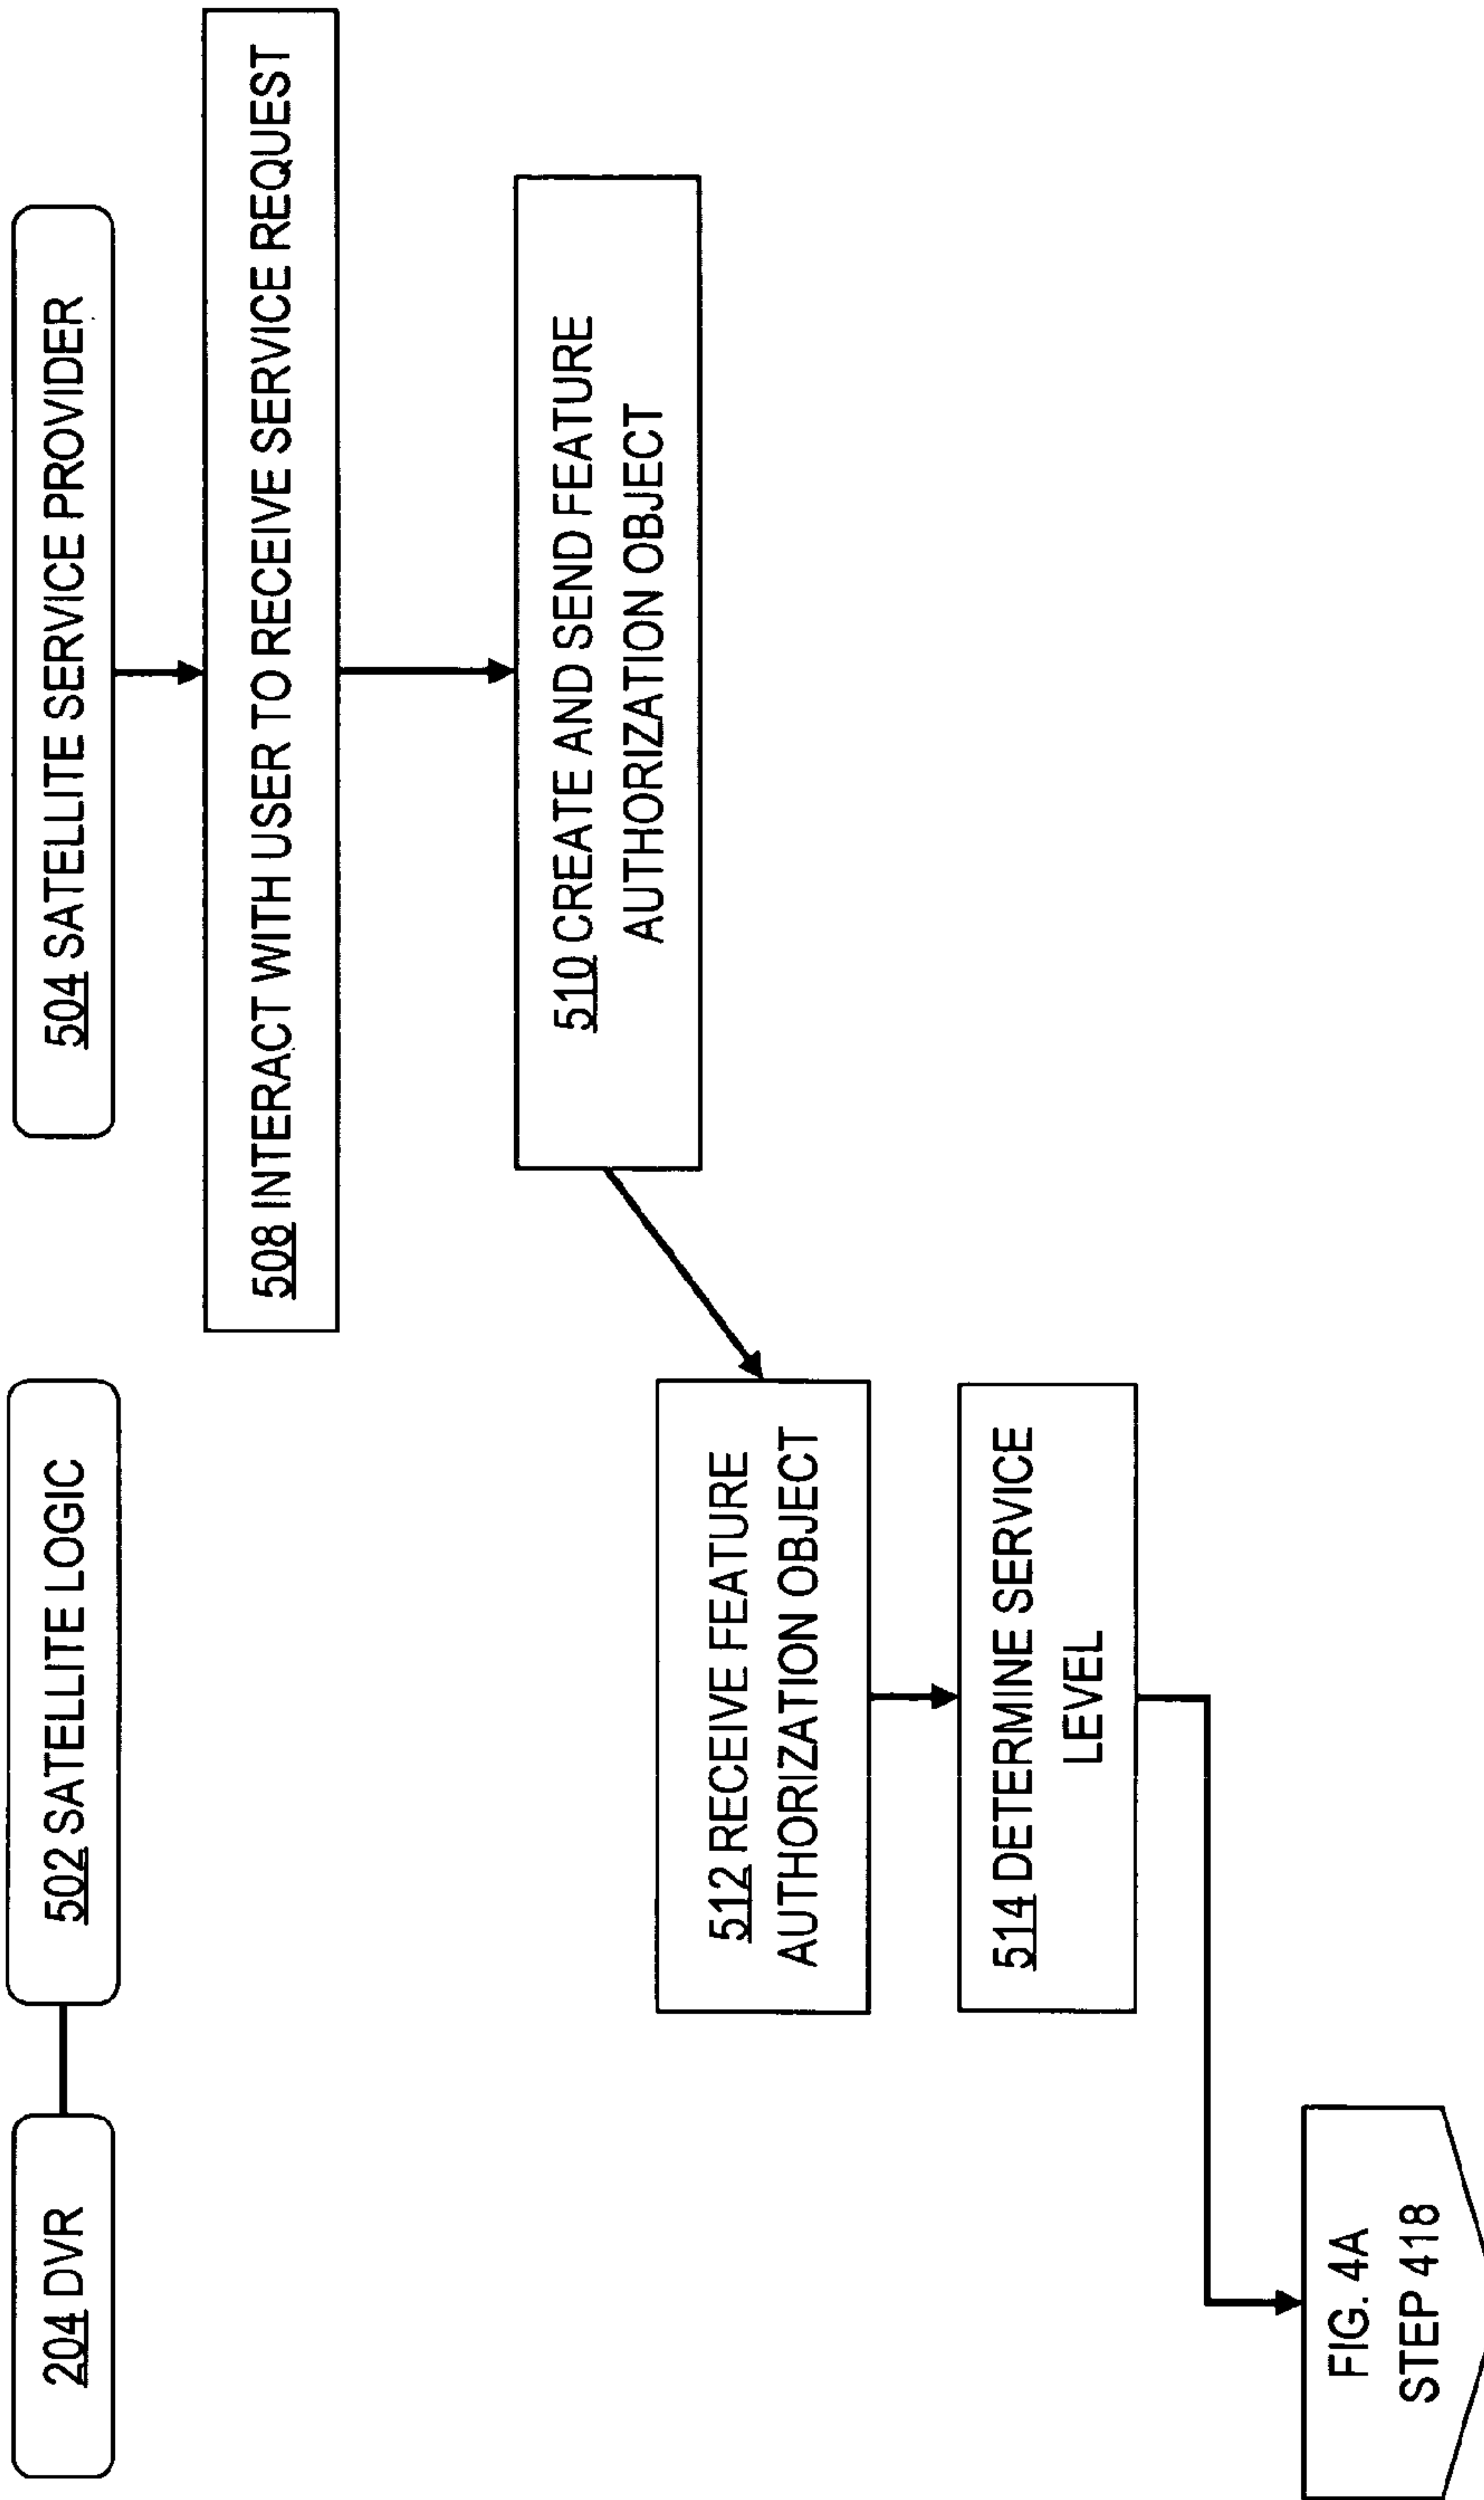 204 DVR
502 SATELLITE LOGIC
504 SATELLITE SERVICE PROVIDER
508 INTERACT WITH USER TO RECEIVE SERVICE REQUEST
510 CREATE AND SEND FEATURE
AUTHORIZATION OBJECT
512 RECEIVE FEATURE
AUTHORIZATION OBJECT
514 DETERMINE SERVICE
LEVEL
FIG. 4A
STEP 418